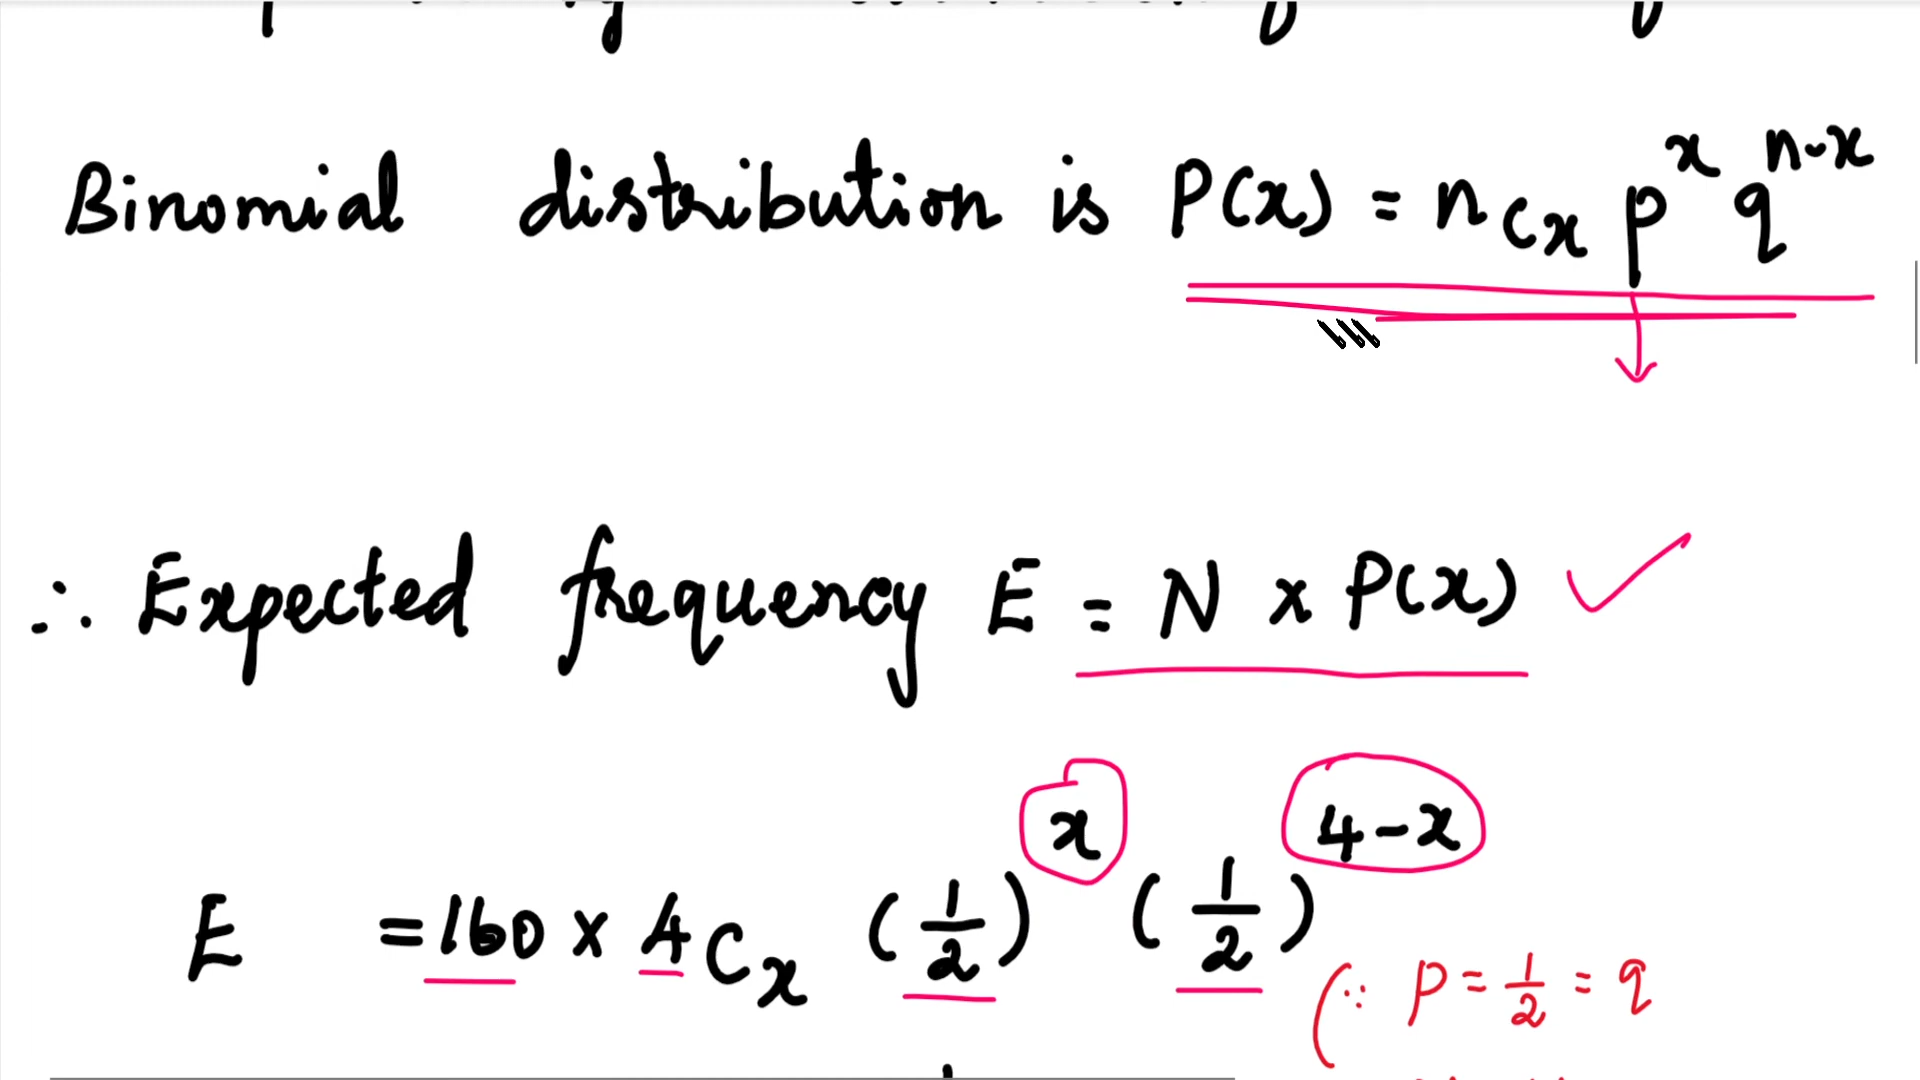 Binomial distribution is P(x) = nCx p^x q^(n-x)
∴ Expected frequency E = N x P(x) ✓
E = 160 x 4Cx (1/2)^x (1/2)^(4-x)
(∵ p = 1/2 = q